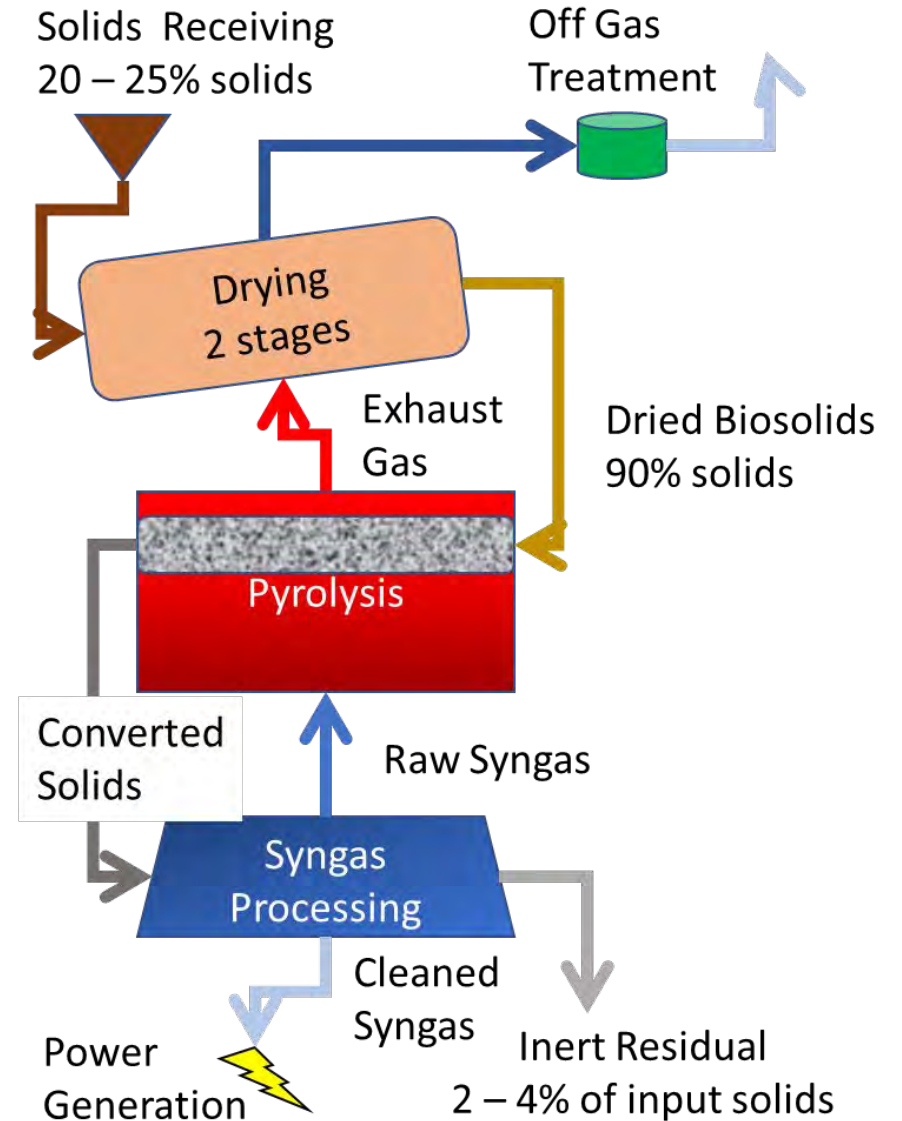 Solids Receiving
20 – 25% solids
Off Gas
Treatment
Drying
2 stages
Exhaust
Gas
Dried Biosolids
90% solids
Pyrolysis
Converted
Solids
Raw Syngas
Syngas
Processing
Cleaned
Syngas
Power
Generation
Inert Residual
2 – 4% of input solids